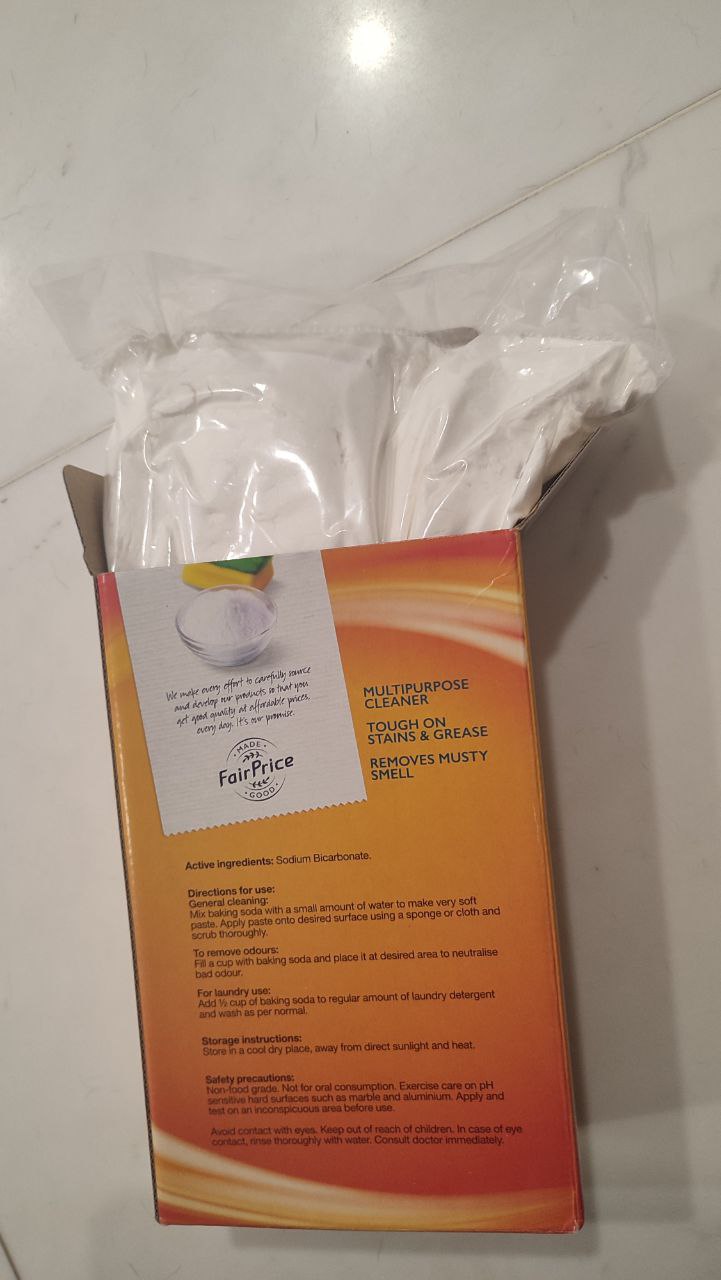 We make every effort to carefully source
and develop our products so that you
get good quality at affordable prices,
every day. It's our promise.
· MADE ·
FairPrice
· GOOD ·
MULTIPURPOSE
CLEANER
TOUGH ON
STAINS & GREASE
REMOVES MUSTY
SMELL
Active ingredients: Sodium Bicarbonate.
Directions for use:
General cleaning:
Mix baking soda with a small amount of water to make very soft
paste. Apply paste onto desired surface using a sponge or cloth and
scrub thoroughly.
To remove odours:
Fill a cup with baking soda and place it at desired area to neutralise
bad odour.
For laundry use:
Add ½ cup of baking soda to regular amount of laundry detergent
and wash as per normal.
Storage instructions:
Store in a cool dry place, away from direct sunlight and heat.
Safety precautions:
Non-food grade. Not for oral consumption. Exercise care on pH
sensitive hard surfaces such as marble and aluminium. Apply and
test on an inconspicuous area before use.
Avoid contact with eyes. Keep out of reach of children. In case of eye
contact, rinse thoroughly with water. Consult doctor immediately.